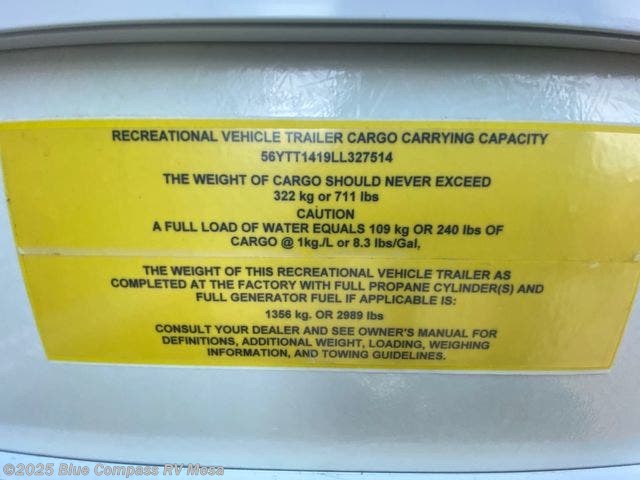 RECREATIONAL VEHICLE TRAILER CARGO CARRYING CAPACITY
56YTT1419LL327514
THE WEIGHT OF CARGO SHOULD NEVER EXCEED
322 kg or 711 lbs
CAUTION
A FULL LOAD OF WATER EQUALS 109 kg OR 240 lbs OF
CARGO @ 1kg./L or 8.3 lbs/Gal,
THE WEIGHT OF THIS RECREATIONAL VEHICLE TRAILER AS
COMPLETED AT THE FACTORY WITH FULL PROPANE CYLINDER(S) AND
FULL GENERATOR FUEL IF APPLICABLE IS:
1356 kg. OR 2989 lbs
CONSULT YOUR DEALER AND SEE OWNER'S MANUAL FOR
DEFINITIONS, ADDITIONAL WEIGHT, LOADING, WEIGHING
INFORMATION, AND TOWING GUIDELINES.
©2025 Blue Compass RV Mesa